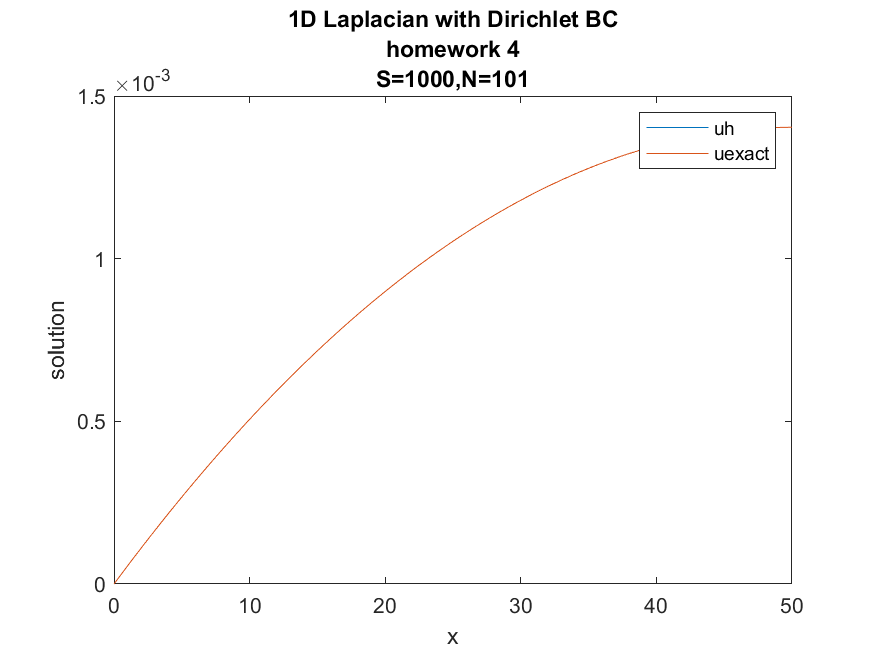 1D Laplacian with Dirichlet BC
homework 4
S=1000,N=101
×10⁻³
1.5
uh
uexact
1
0.5
0
solution
0 10 20 30 40 50
x